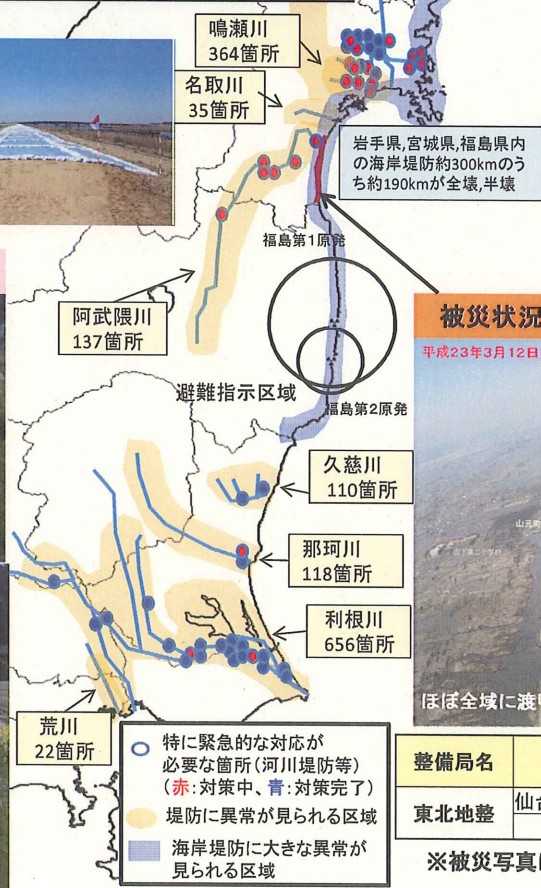 鳴瀬川
364箇所
名取川
35箇所
岩手県,宮城県,福島県内
の海岸堤防約300kmのう
ち約190kmが全壊,半壊
福島第1原発
阿武隈川
137箇所
被災状況
平成23年3月12日
避難指示区域
福島第2原発
久慈川
110箇所
山元町
那珂川
118箇所
利根川
656箇所
ほぼ全域に渡り
荒川
22箇所
特に緊急的な対応が
必要な箇所(河川堤防等)
(赤:対策中、青:対策完了)
堤防に異常が見られる区域
海岸堤防に大きな異常が
見られる区域
整備局名
東北地整
仙台
※被災写真